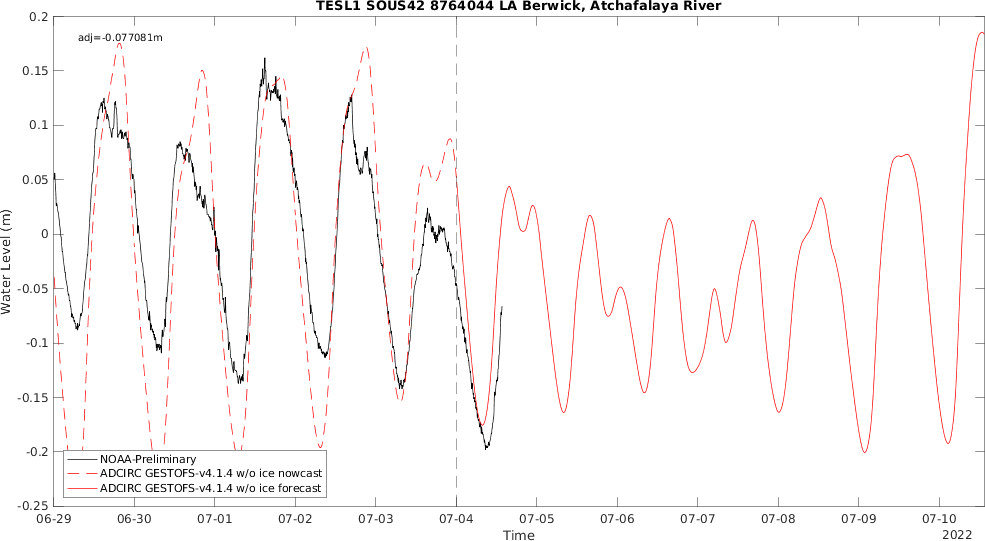 TESL1 SOUS42 8764044 LA Berwick, Atchafalaya River
adj=-0.077081m
Water Level (m)
0.2
0.15
0.1
0.05
0
-0.05
-0.1
-0.15
-0.2
-0.25
NOAA-Preliminary
ADCIRC GESTOFS-v4.1.4 w/o ice nowcast
ADCIRC GESTOFS-v4.1.4 w/o ice forecast
06-29 06-30 07-01 07-02 07-03 07-04 07-05 07-06 07-07 07-08 07-09 07-10
Time
2022